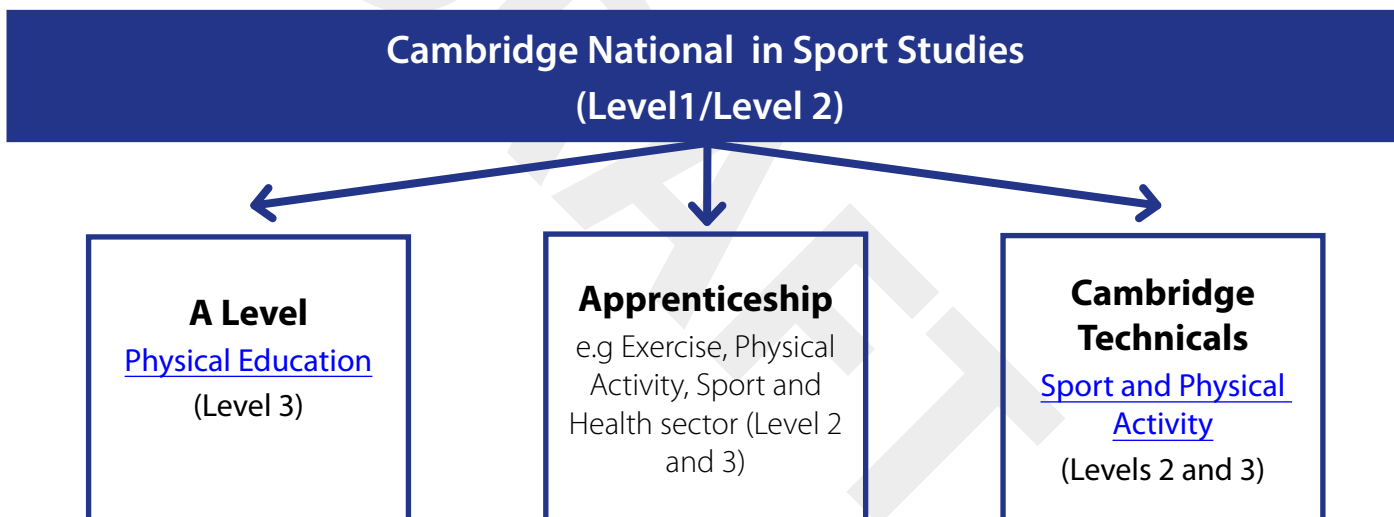 Cambridge National in Sport Studies
(Level1/Level 2)
A Level
Physical Education
(Level 3)
Apprenticeship
e.g Exercise, Physical
Activity, Sport and
Health sector (Level 2
and 3)
Cambridge
Technicals
Sport and Physical
Activity
(Levels 2 and 3)
DRAFT